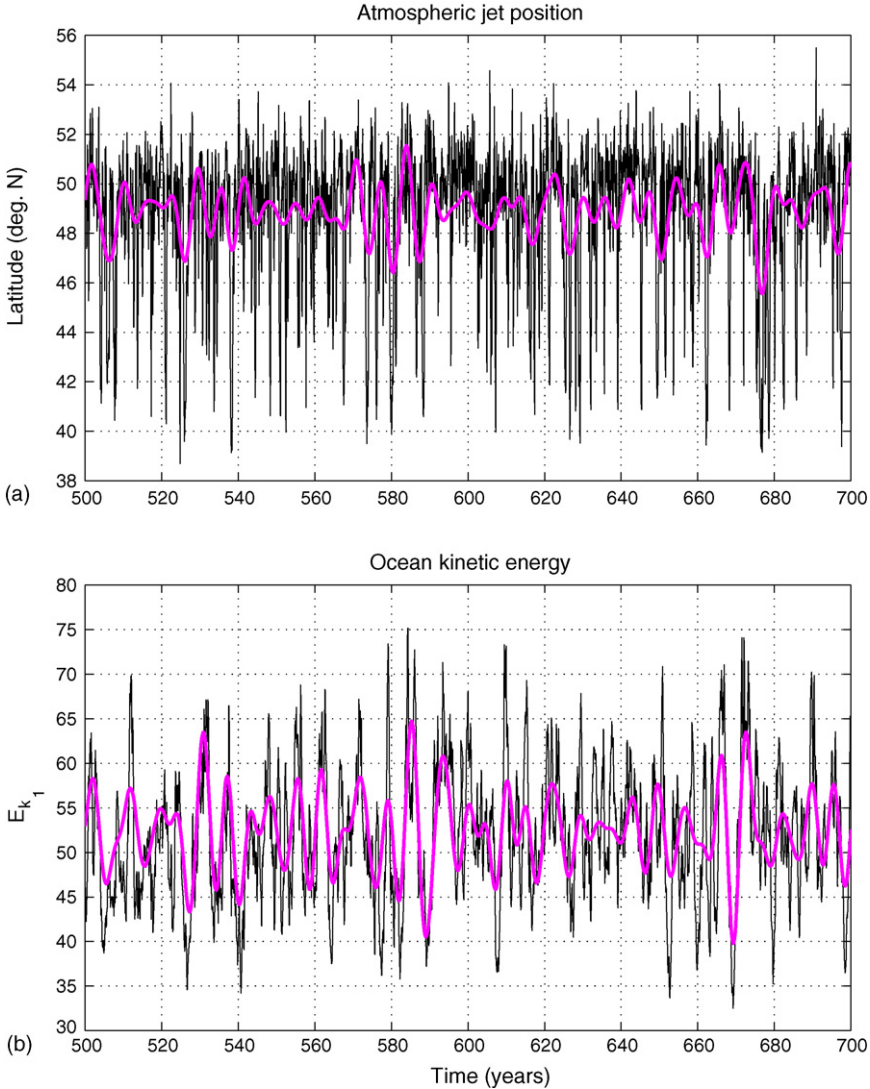 Atmospheric jet position
56
54
52
50
48
46
44
42
40
38
Latitude (deg. N)
500 520 540 560 580 600 620 640 660 680 700
(a)
Ocean kinetic energy
80
75
70
65
60
55
50
45
40
35
30
E_k_1
500 520 540 560 580 600 620 640 660 680 700
(b)
Time (years)